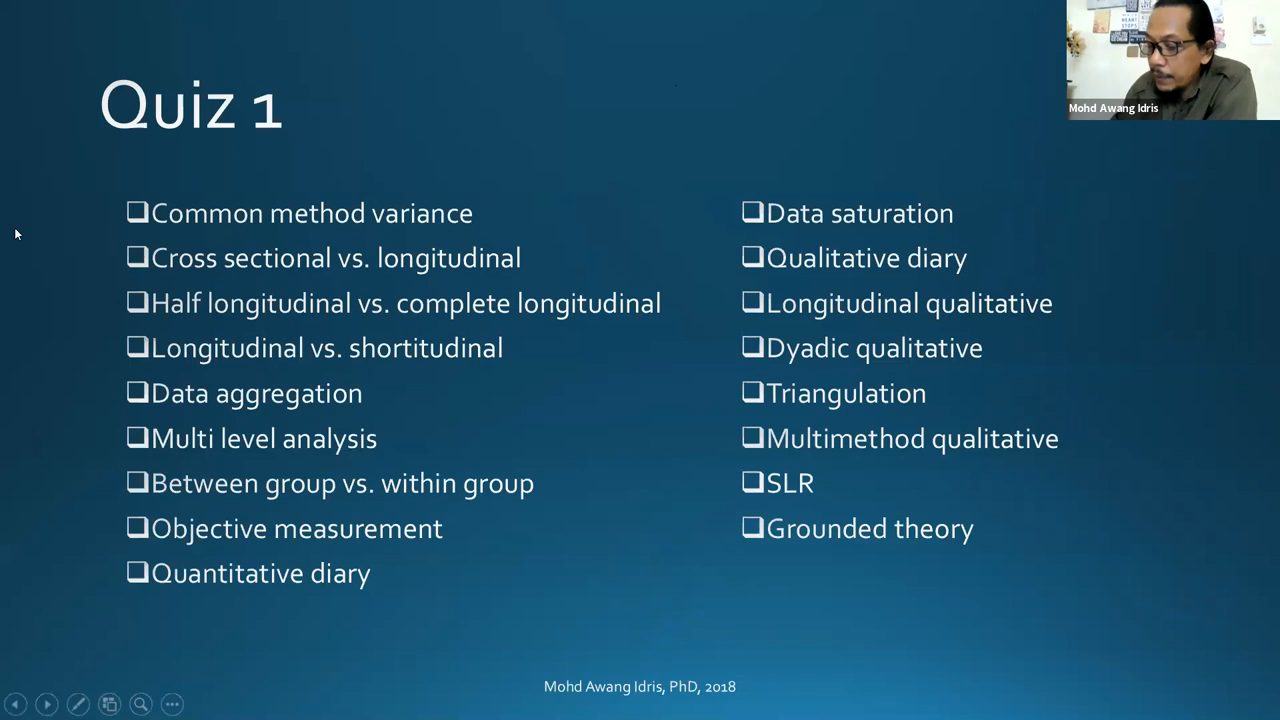 Quiz 1
Common method variance
Cross sectional vs. longitudinal
Half longitudinal vs. complete longitudinal
Longitudinal vs. shortitudinal
Data aggregation
Multi level analysis
Between group vs. within group
Objective measurement
Quantitative diary
Data saturation
Qualitative diary
Longitudinal qualitative
Dyadic qualitative
Triangulation
Multimethod qualitative
SLR
Grounded theory
Mohd Awang Idris, PhD, 2018
Mohd Awang Idris